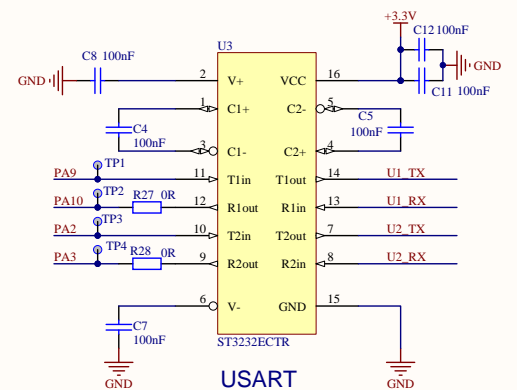 +3.3V
U3
C12 100nF
C8 100nF
GND
2 V+ VCC 16
GND
C11 100nF
1 C1+ C2- 5
C4
100nF
C5
100nF
3 C1- C2+ 4
TP1
PA9 11 T1in T1out 14 U1_TX
TP2
PA10 R27 0R 12 R1out R1in 13 U1_RX
TP3
PA2 10 T2in T2out 7 U2_TX
TP4
PA3 R28 0R 9 R2out R2in 8 U2_RX
6 V- GND 15
C7
100nF
ST3232ECTR
GND
USART
GND